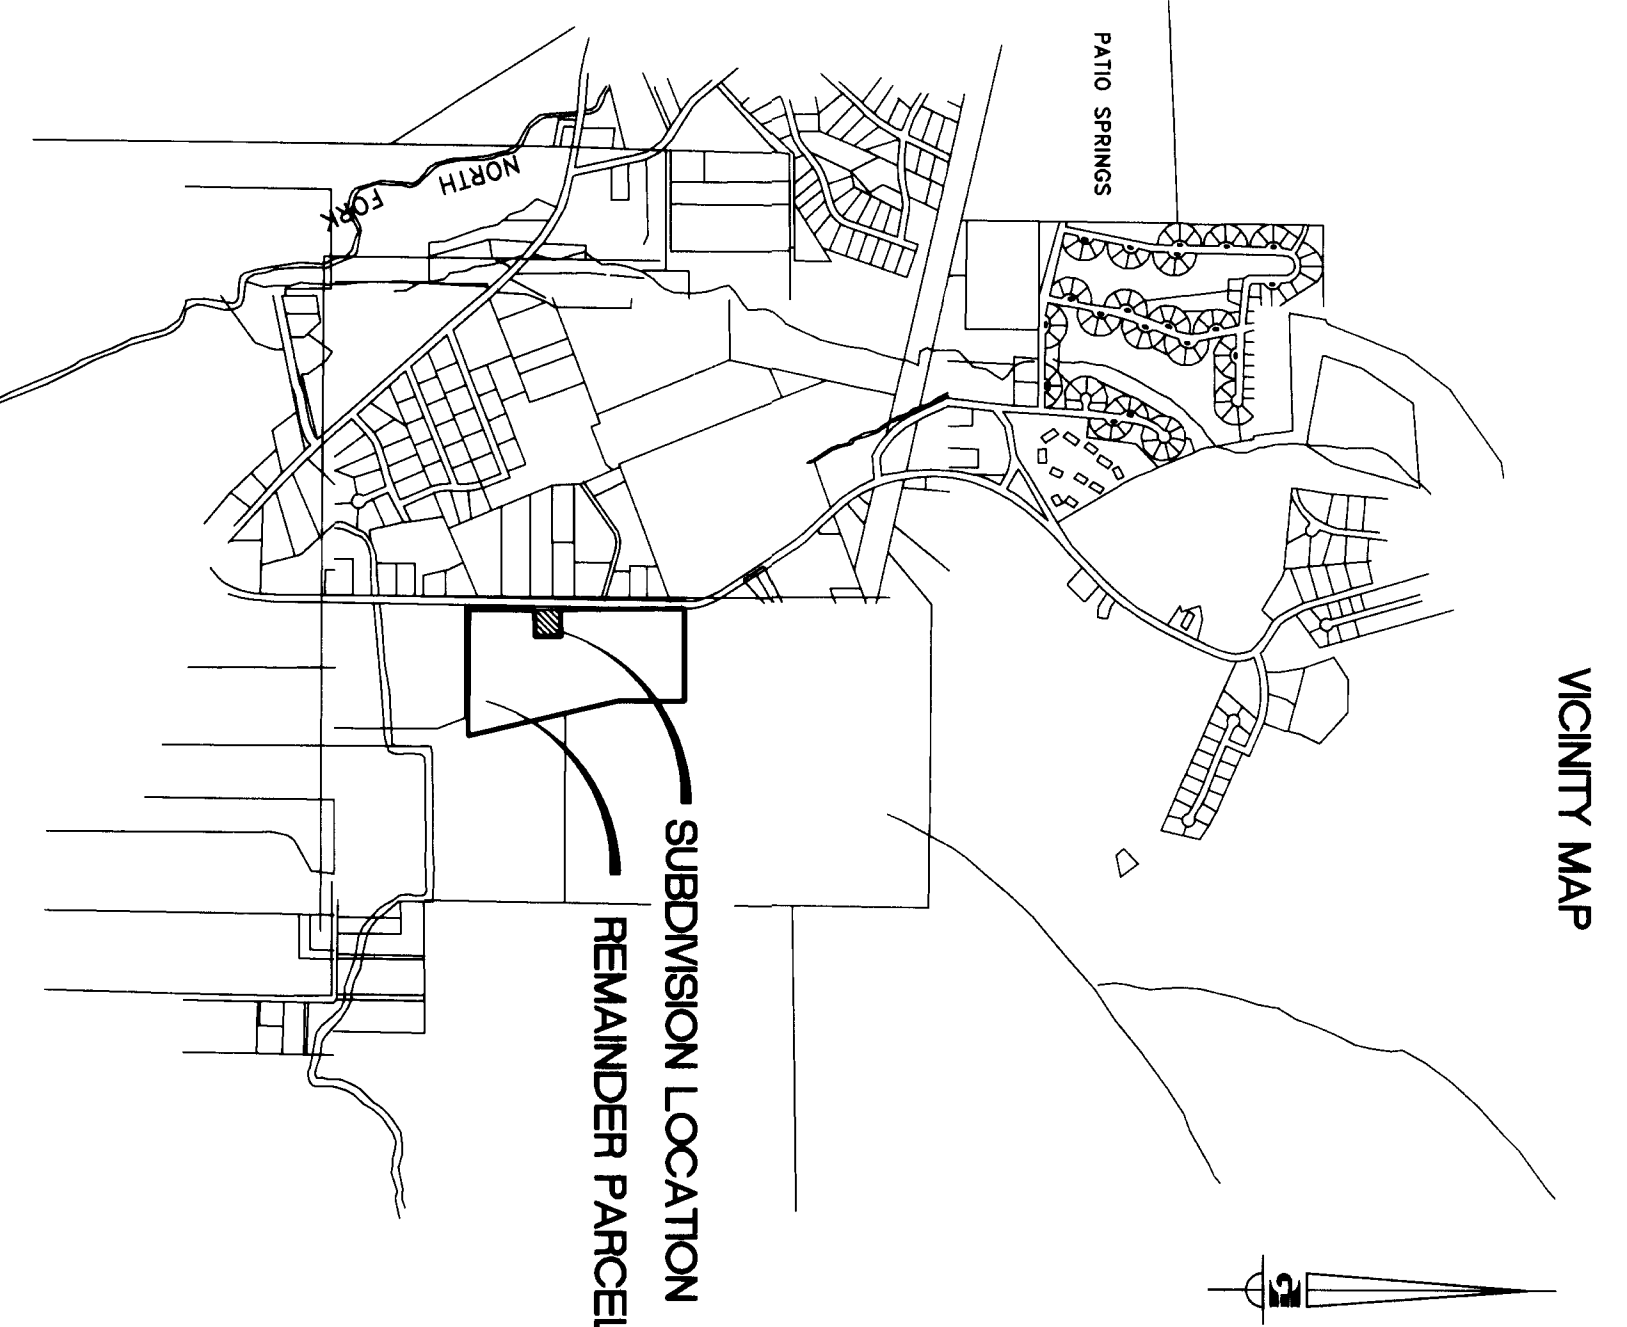 VICINITY MAP
PATIO SPRINGS
NORTH
FORK
SUBDIVISION LOCATION
REMAINDER PARCEL